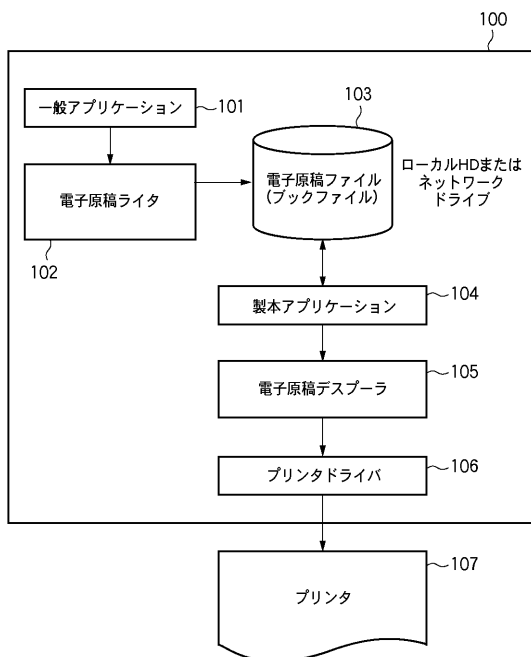 100
一般アプリケーション
101
103
電子原稿ライタ
102
電子原稿ファイル
(ブックファイル)
ローカルHDまたは
ネットワーク
ドライブ
製本アプリケーション
104
電子原稿デスプーラ
105
プリンタドライバ
106
プリンタ
107